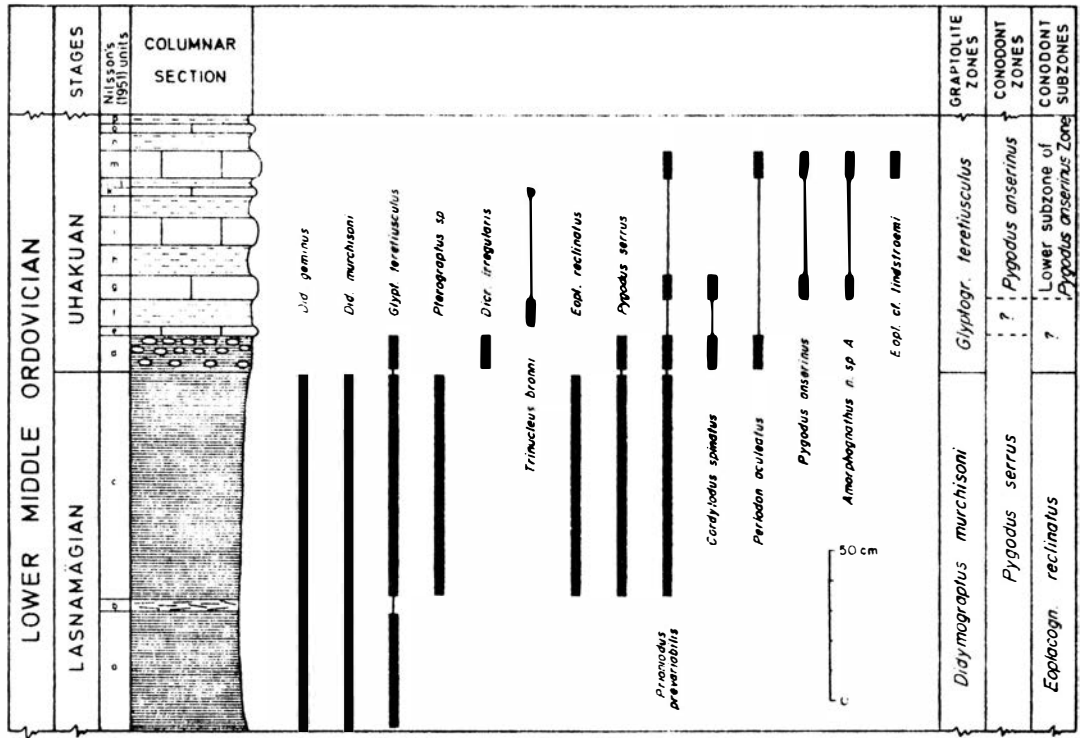 LOWER MIDDLE ORDOVICIAN
STAGES
LASNAMÄGIAN
UHAKUAN
Nilsson's
(1951) units
COLUMNAR
SECTION
n
m
g
e
c
b
Did. geminus
Did. murchisoni
Glypt. teretiusculus
Pterograptus sp
Dicr. irregularis
Trinucleus bronni
Eopl. reclinatus
Pygodus serrus
Prioniodus
prevariabilis
Cordylodus spinatus
Periodon aculeatus
Pygodus anserinus
Amorphognathus n. sp A
Eopl. cf. lindstroemi
50 cm
GRAPTOLITE
ZONES
Didymograptus murchisoni
Glyptogr. teretiusculus
CONODONT
ZONES
Pygodus serrus
?
Pygodus anserinus
CONODONT
SUBZONES
Eoplacogn. reclinatus
?
Lower subzone of
Pygodus anserinus Zone